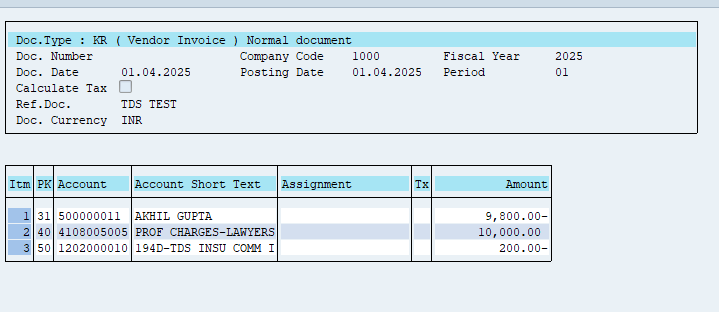 Doc.Type : KR ( Vendor Invoice ) Normal document
Doc. Number Company Code 1000 Fiscal Year 2025
Doc. Date 01.04.2025 Posting Date 01.04.2025 Period 01
Calculate Tax
Ref.Doc. TDS TEST
Doc. Currency INR
Itm PK Account Account Short Text Assignment Tx Amount
1 31 500000011 AKHIL GUPTA 9,800.00-
2 40 4108005005 PROF CHARGES-LAWYERS 10,000.00
3 50 1202000010 194D-TDS INSU COMM I 200.00-